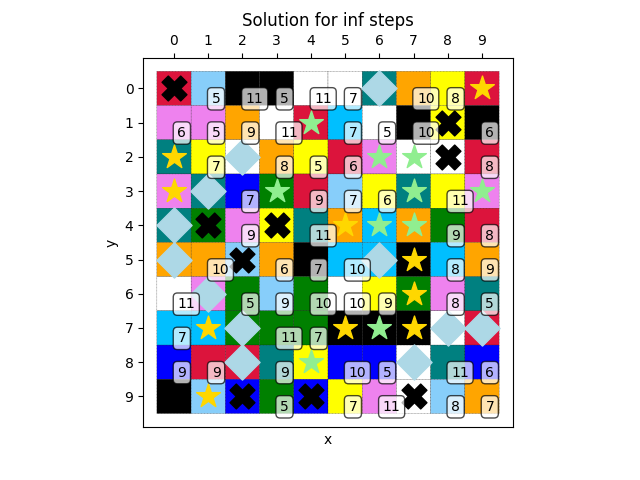 Solution for inf steps
0 1 2 3 4 5 6 7 8 9
0 5 11 5 11 7 10 8
1 6 5 9 11 7 5 10 6
2 7 8 5 6 8
3 7 9 7 6 11
4 9 11 9 8
5 10 6 7 10 8 9
6 11 5 9 10 10 9 8 5
7 7 11 7
8 9 9 9 10 5 11 6
9 5 7 11 8 7
y
x